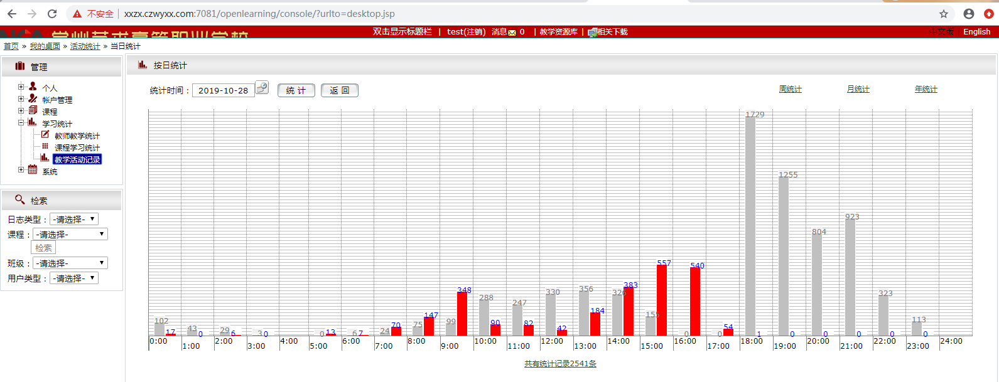 不安全 | xxzx.czwyxx.com:7081/openlearning/console/?urlto=desktop.jsp
双击显示标题栏 | test(注销) 消息 0 | 教学资源库 | 相关下载
中文版 English
首页 » 我的桌面 » 活动统计 » 当日统计
管理
个人
帐户管理
课程
学习统计
教师教学统计
课程学习统计
教学活动记录
系统
检索
日志类型：-请选择-
课程：-请选择-
检索
班级：-请选择-
用户类型：-请选择-
按日统计
统计时间：2019-10-28 统 计 返 回
周统计 月统计 年统计
1729
1255
923
804
557
540
383
356
348
330
326
323
288
247
184
155
147
113
102
99
90
82
75
70
54
43
42
29
24
17
13
6
6
7
3
0
0
0
0
0
1
0
0
0
0
0
0:00 1:00 2:00 3:00 4:00 5:00 6:00 7:00 8:00 9:00 10:00 11:00 12:00 13:00 14:00 15:00 16:00 17:00 18:00 19:00 20:00 21:00 22:00 23:00 24:00
共有统计记录2541条